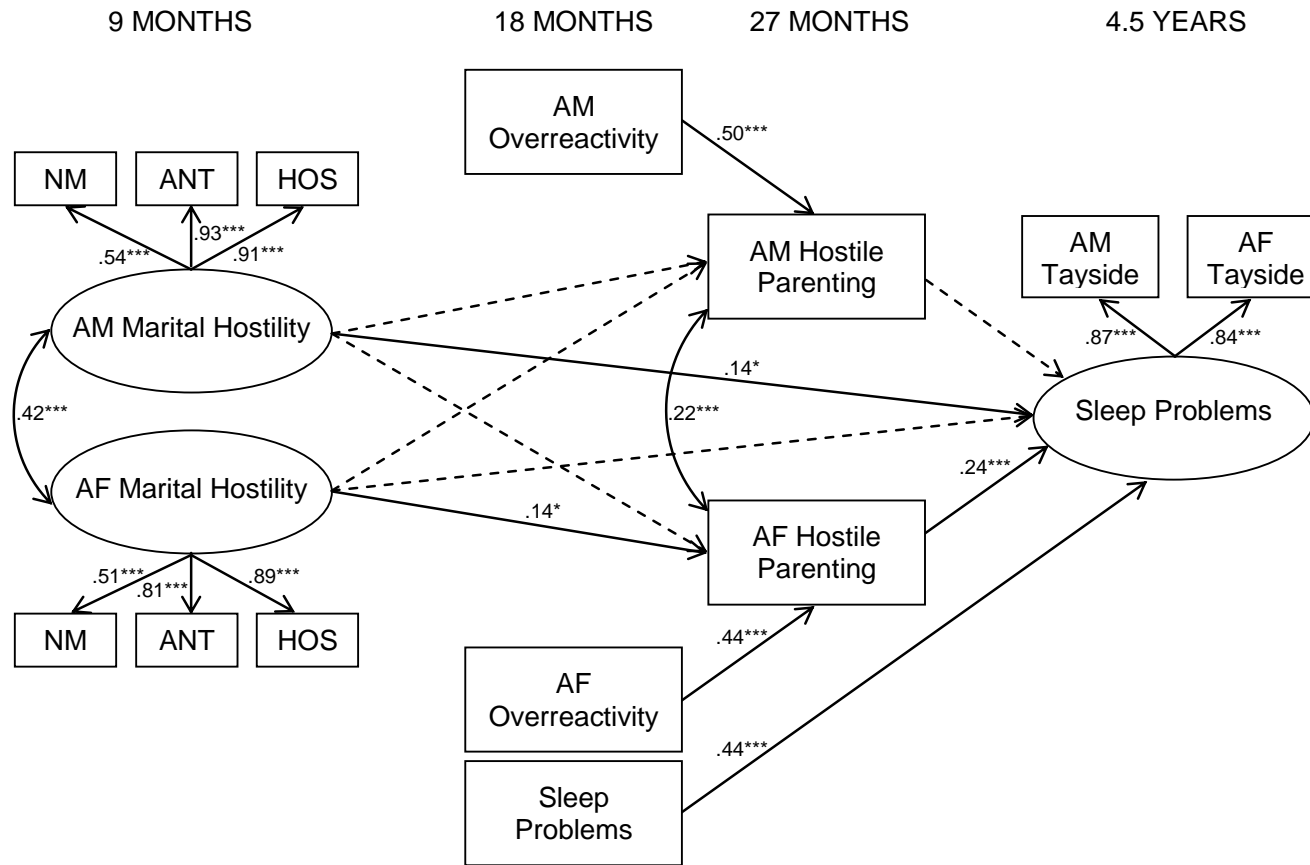 9 MONTHS
18 MONTHS
27 MONTHS
4.5 YEARS
AM
Overreactivity
.50***
NM
ANT
HOS
.54***
.93***
.91***
AM Marital Hostility
AM Hostile
Parenting
AM
Tayside
AF
Tayside
.87***
.84***
.14*
Sleep Problems
.42***
.22***
AF Marital Hostility
.14*
.24***
AF Hostile
Parenting
.51***
.81***
.89***
NM
ANT
HOS
.44***
AF
Overreactivity
.44***
Sleep
Problems